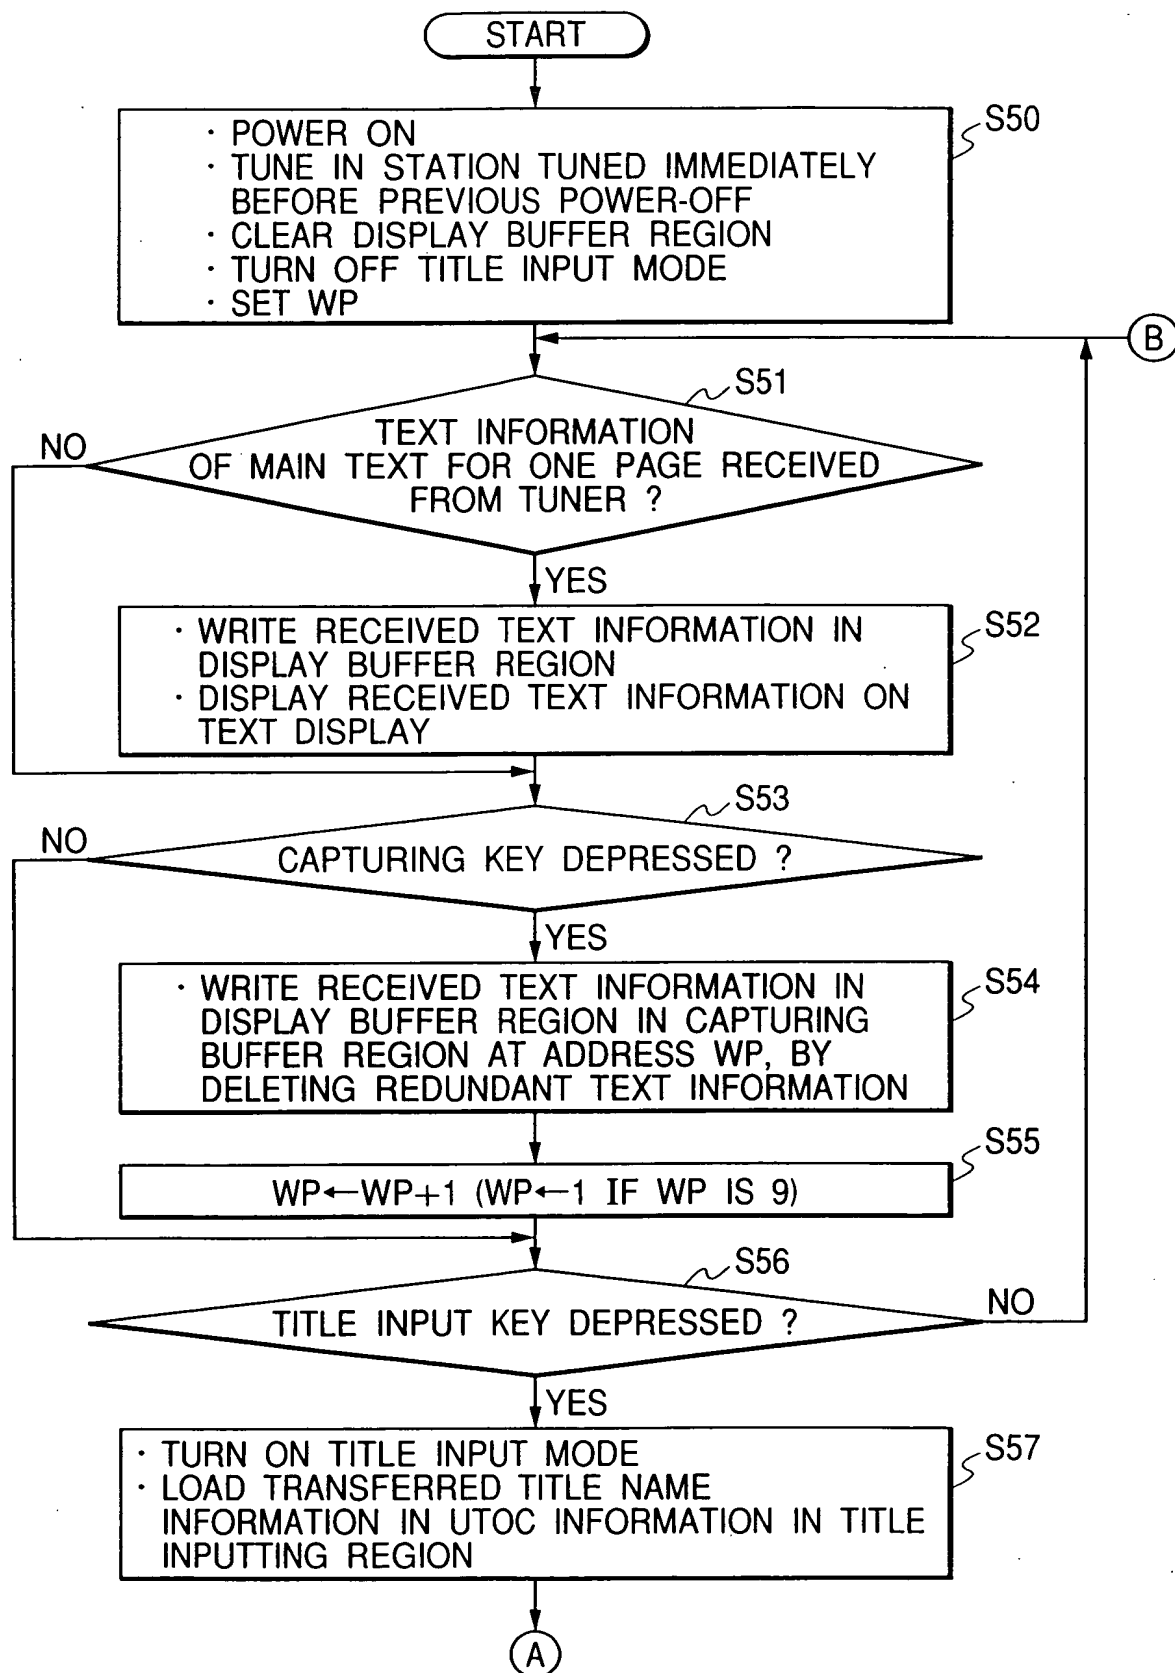 START
S50
· POWER ON
· TUNE IN STATION TUNED IMMEDIATELY
BEFORE PREVIOUS POWER-OFF
· CLEAR DISPLAY BUFFER REGION
· TURN OFF TITLE INPUT MODE
· SET WP
B
S51
NO
TEXT INFORMATION
OF MAIN TEXT FOR ONE PAGE RECEIVED
FROM TUNER ?
YES
S52
· WRITE RECEIVED TEXT INFORMATION IN
DISPLAY BUFFER REGION
· DISPLAY RECEIVED TEXT INFORMATION ON
TEXT DISPLAY
S53
NO
CAPTURING KEY DEPRESSED ?
YES
S54
· WRITE RECEIVED TEXT INFORMATION IN
DISPLAY BUFFER REGION IN CAPTURING
BUFFER REGION AT ADDRESS WP, BY
DELETING REDUNDANT TEXT INFORMATION
S55
WP←WP+1 (WP←1 IF WP IS 9)
S56
TITLE INPUT KEY DEPRESSED ?
NO
YES
S57
· TURN ON TITLE INPUT MODE
· LOAD TRANSFERRED TITLE NAME
INFORMATION IN UTOC INFORMATION IN TITLE
INPUTTING REGION
A